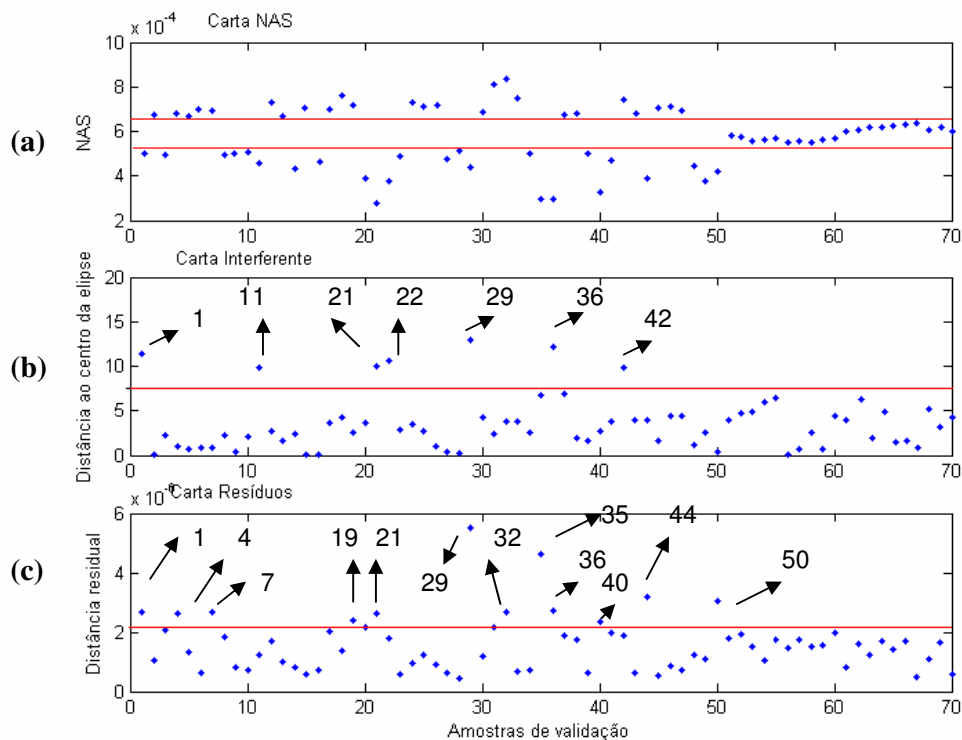 x 10⁻⁴ Carta NAS
10
8
6
4
2
0 10 20 30 40 50 60 70
(a)
NAS
Carta Interferente
20
15
10
5
0
0 10 20 30 40 50 60 70
(b)
Distância ao centro da elipse
1 11 21 22 29 36 42
x 10⁻⁶ Carta Resíduos
6
4
2
0
0 10 20 30 40 50 60 70
(c)
Distância residual
1 4 7 19 21 29 32 35 36 40 44 50
Amostras de validação